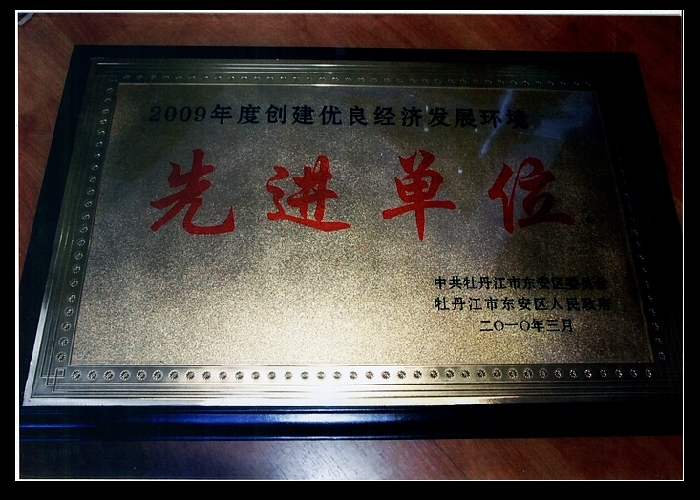 2009年度创建优良经济发展环境
先进单位
中共牡丹江市东安区委员会
牡丹江市东安区人民政府
二〇一〇年三月